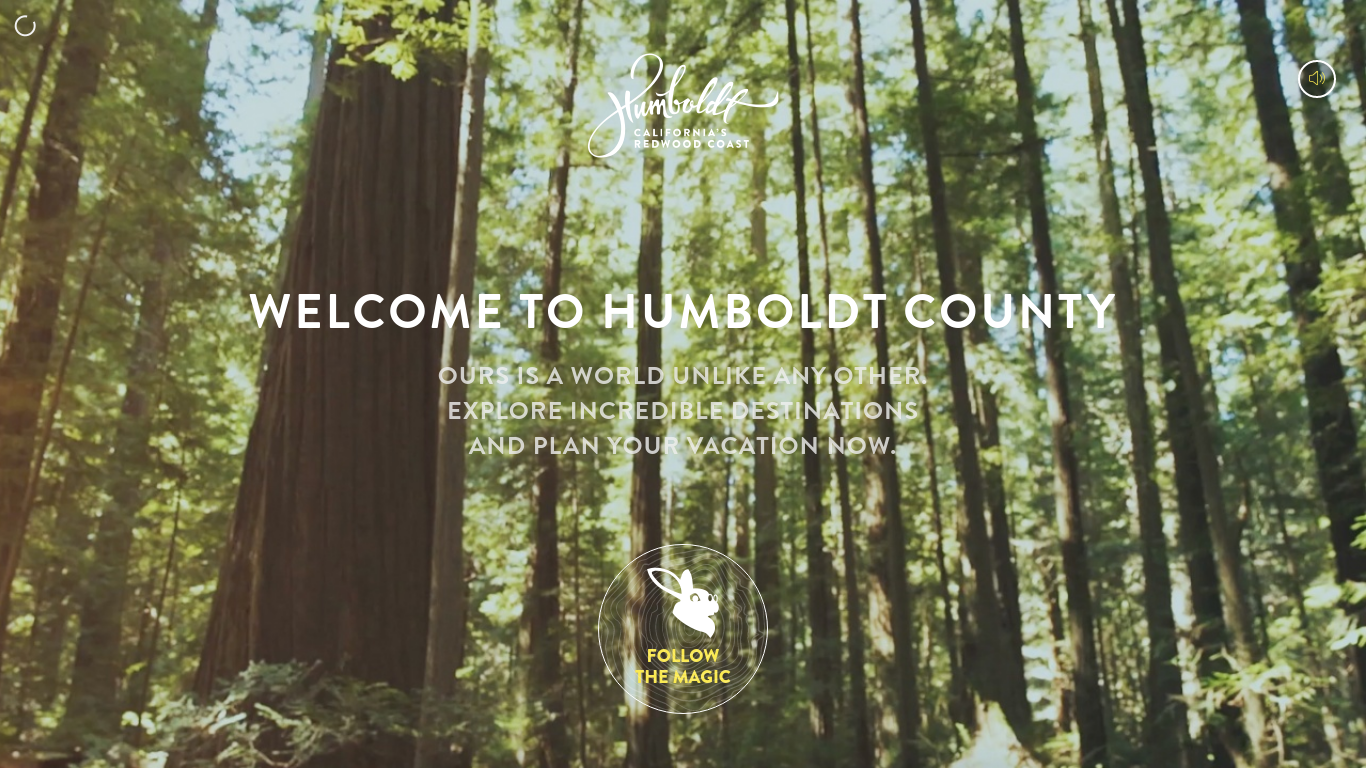 Humboldt
CALIFORNIA'S
REDWOOD COAST
WELCOME TO HUMBOLDT COUNTY
OURS IS A WORLD UNLIKE ANY OTHER.
EXPLORE INCREDIBLE DESTINATIONS
AND PLAN YOUR VACATION NOW.
FOLLOW
THE MAGIC